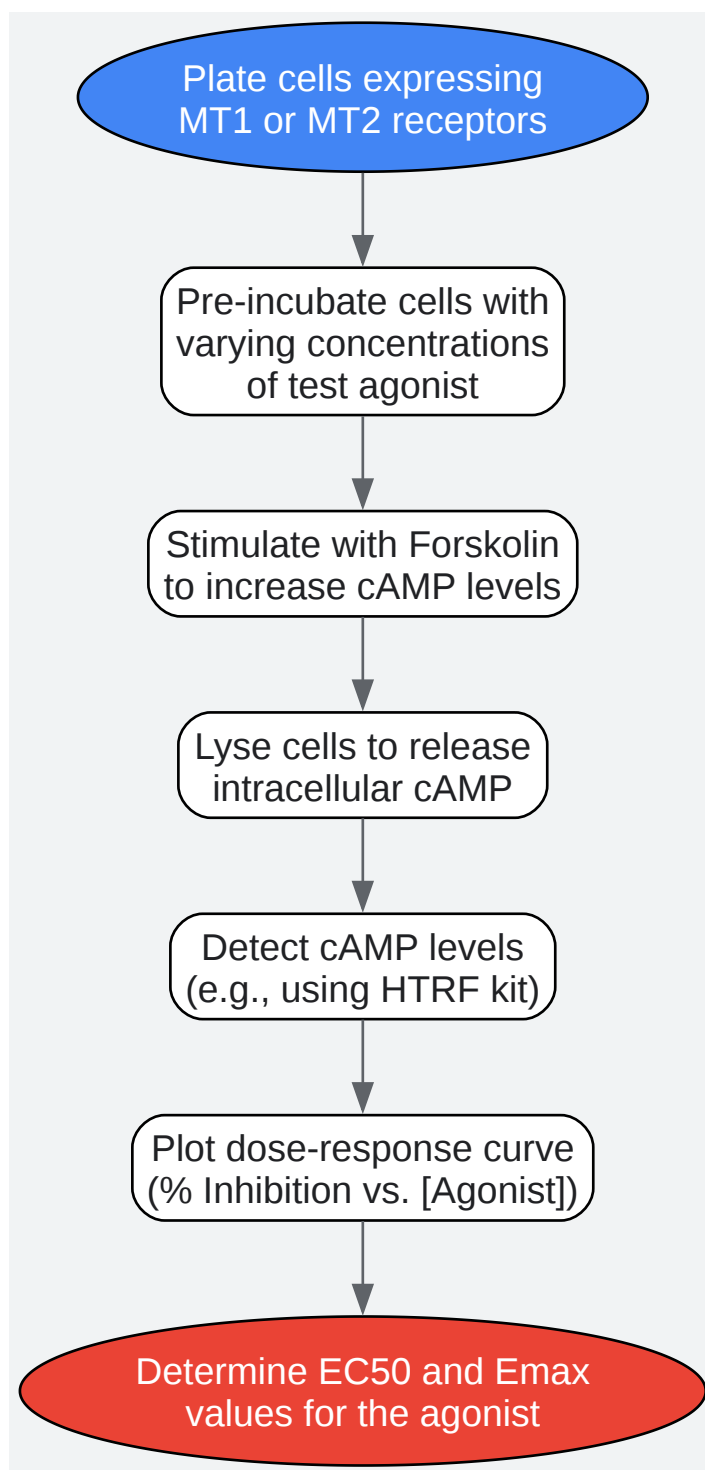 Plate cells expressing
MT1 or MT2 receptors
Pre-incubate cells with
varying concentrations
of test agonist
Stimulate with Forskolin
to increase cAMP levels
Lyse cells to release
intracellular cAMP
Detect cAMP levels
(e.g., using HTRF kit)
Plot dose-response curve
(% Inhibition vs. [Agonist])
Determine EC50 and Emax
values for the agonist